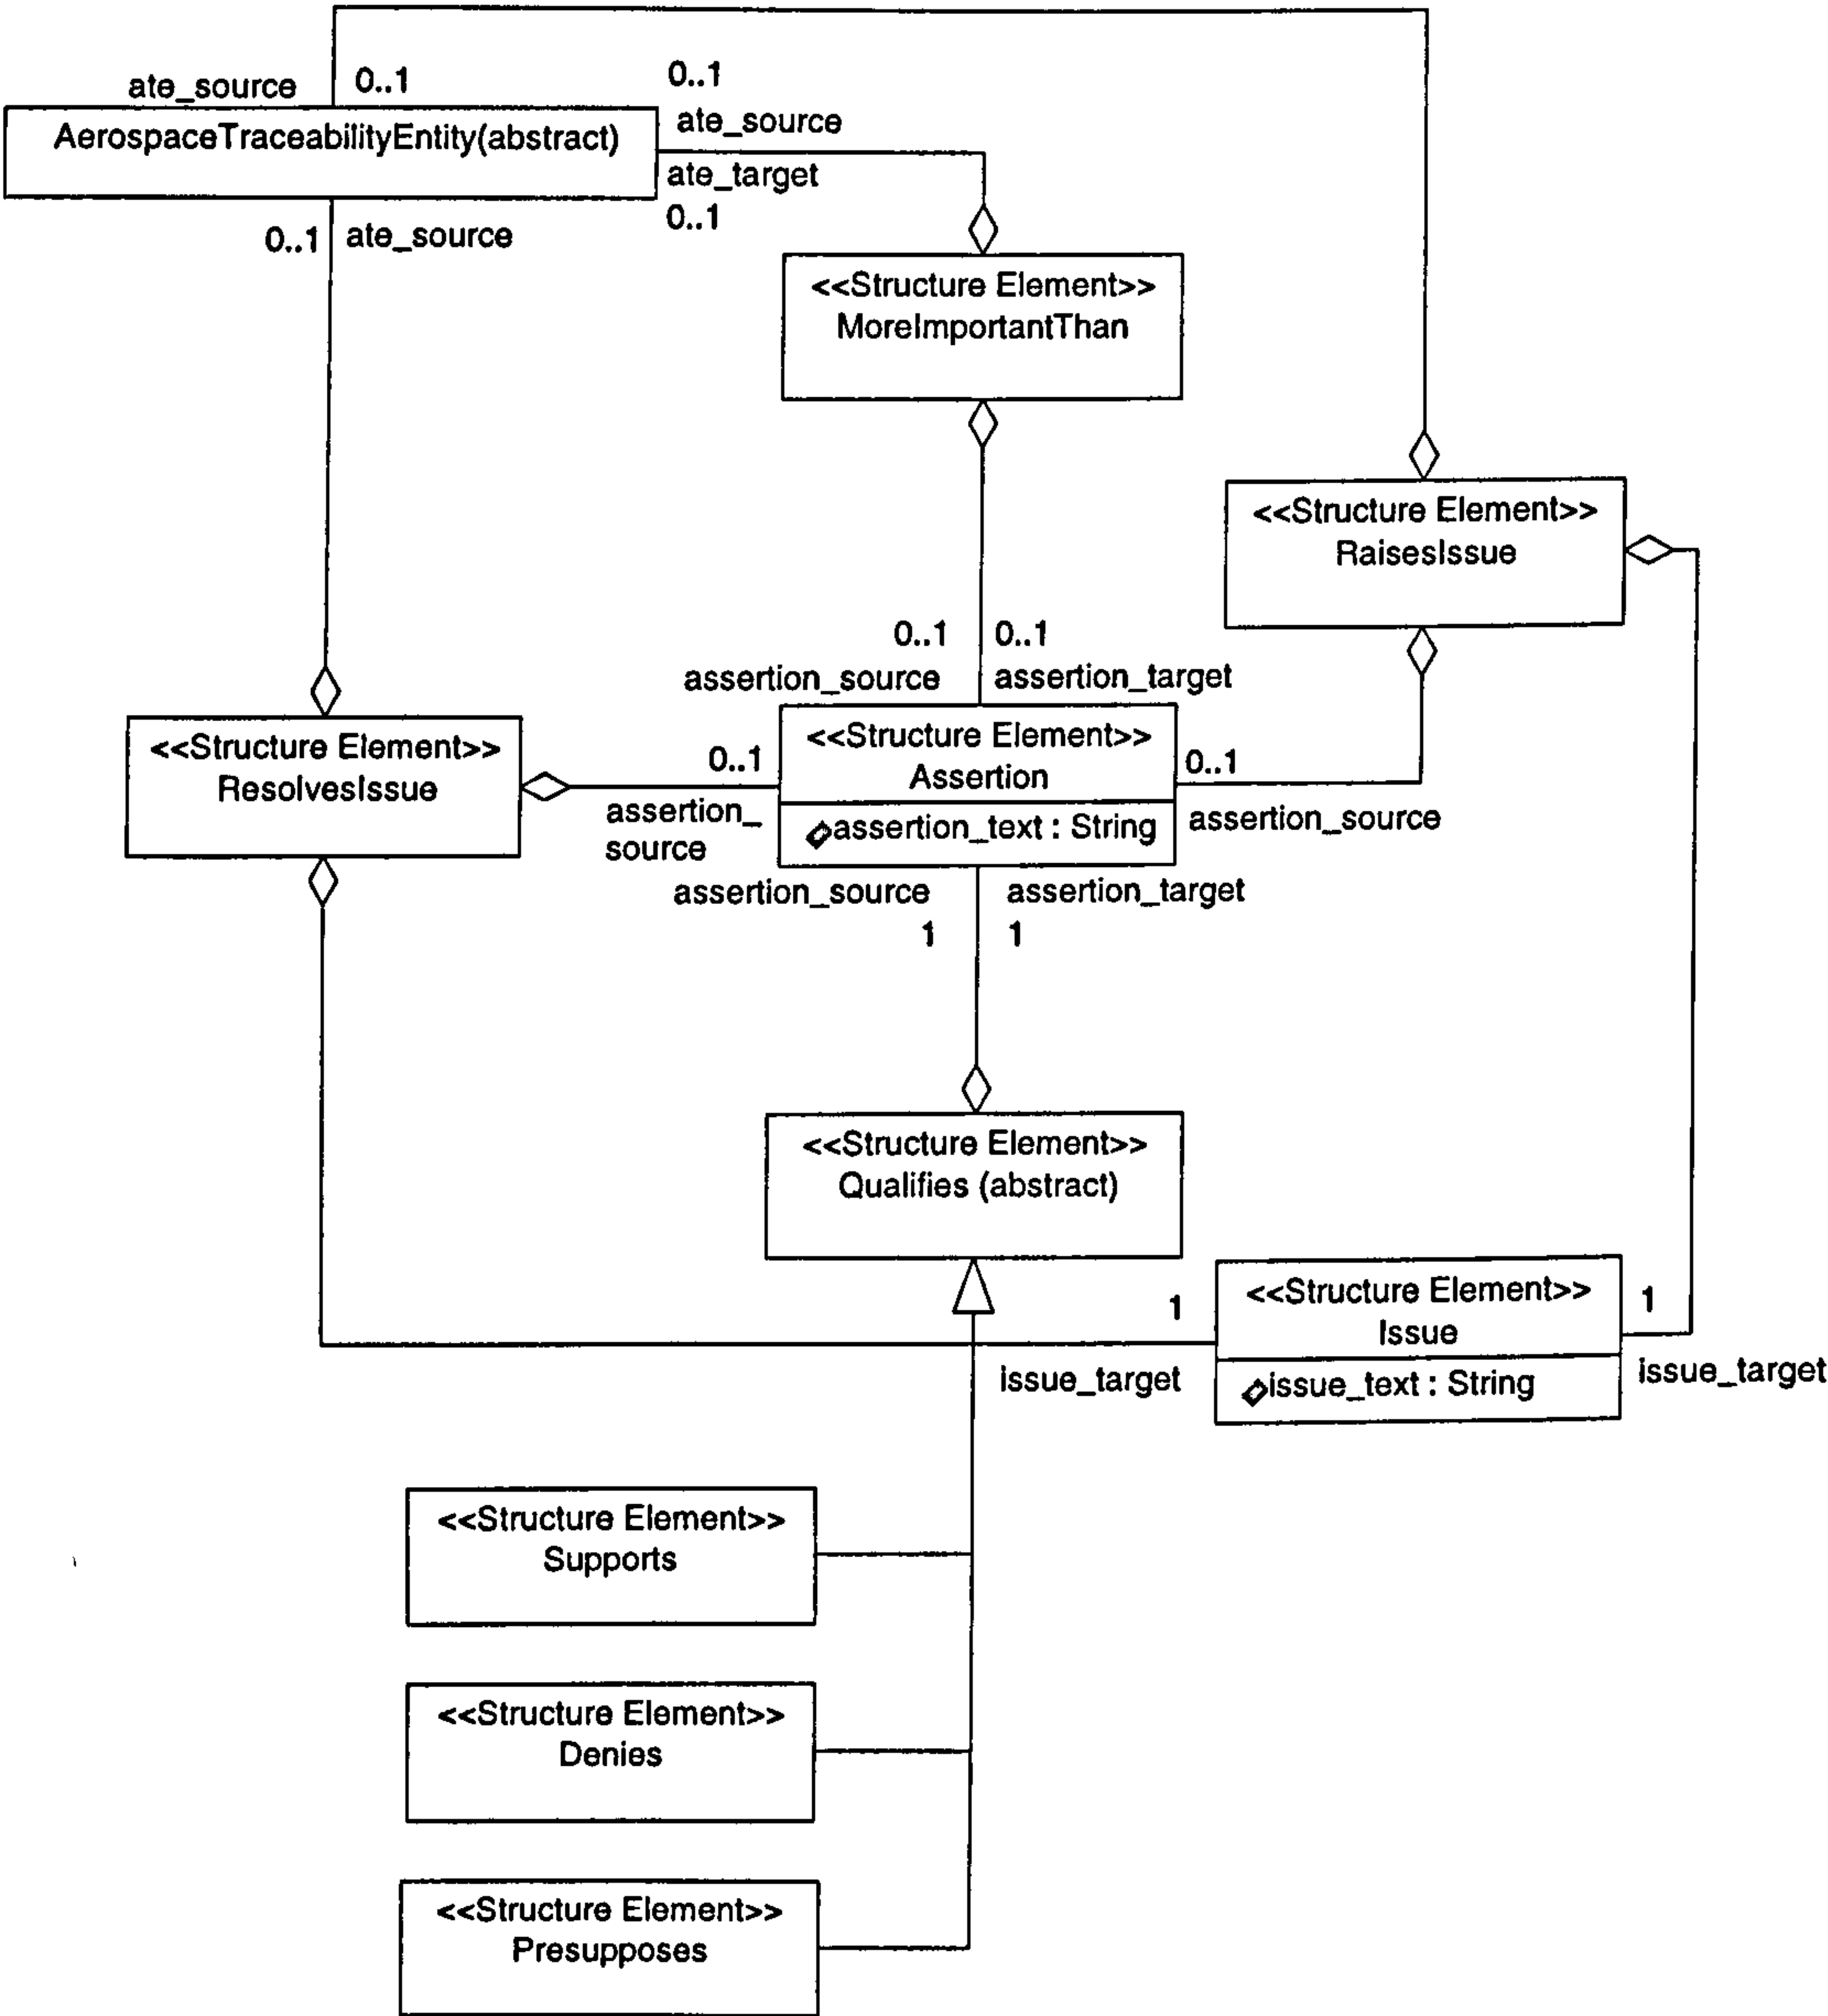 ate_source
0..1
0..1
AerospaceTraceabilityEntity(abstract)
ate_source
ate_target
0..1
0..1
ate_source
<<Structure Element>>
MoreImportantThan
<<Structure Element>>
RaisesIssue
0..1
0..1
assertion_source
assertion_target
<<Structure Element>>
ResolvesIssue
0..1
assertion_
source
<<Structure Element>>
Assertion
assertion_text : String
0..1
assertion_source
assertion_source
assertion_target
1
1
<<Structure Element>>
Qualifies (abstract)
1
issue_target
<<Structure Element>>
Issue
issue_text : String
1
issue_target
<<Structure Element>>
Supports
<<Structure Element>>
Denies
<<Structure Element>>
Presupposes